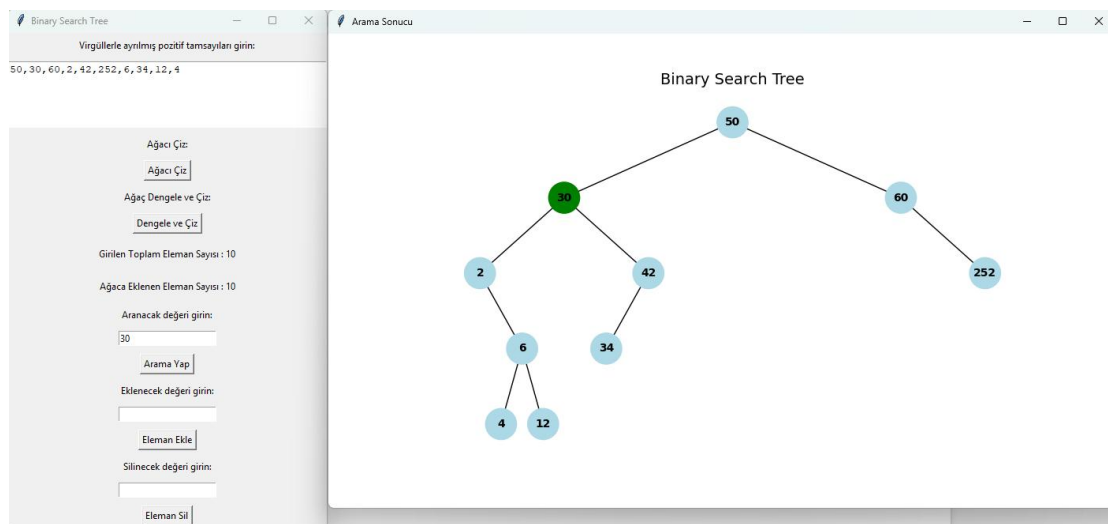 Binary Search Tree
Virgüllerle ayrılmış pozitif tamsayıları girin:
50,30,60,2,42,252,6,34,12,4
Ağacı Çiz:
Ağacı Çiz
Ağaç Dengele ve Çiz:
Dengele ve Çiz
Girilen Toplam Eleman Sayısı : 10
Ağaca Eklenen Eleman Sayısı : 10
Aranacak değeri girin:
30
Arama Yap
Eklenecek değeri girin:
Eleman Ekle
Silinecek değeri girin:
Eleman Sil
Arama Sonucu
Binary Search Tree
50
30 60
2 42 252
6 34
4 12